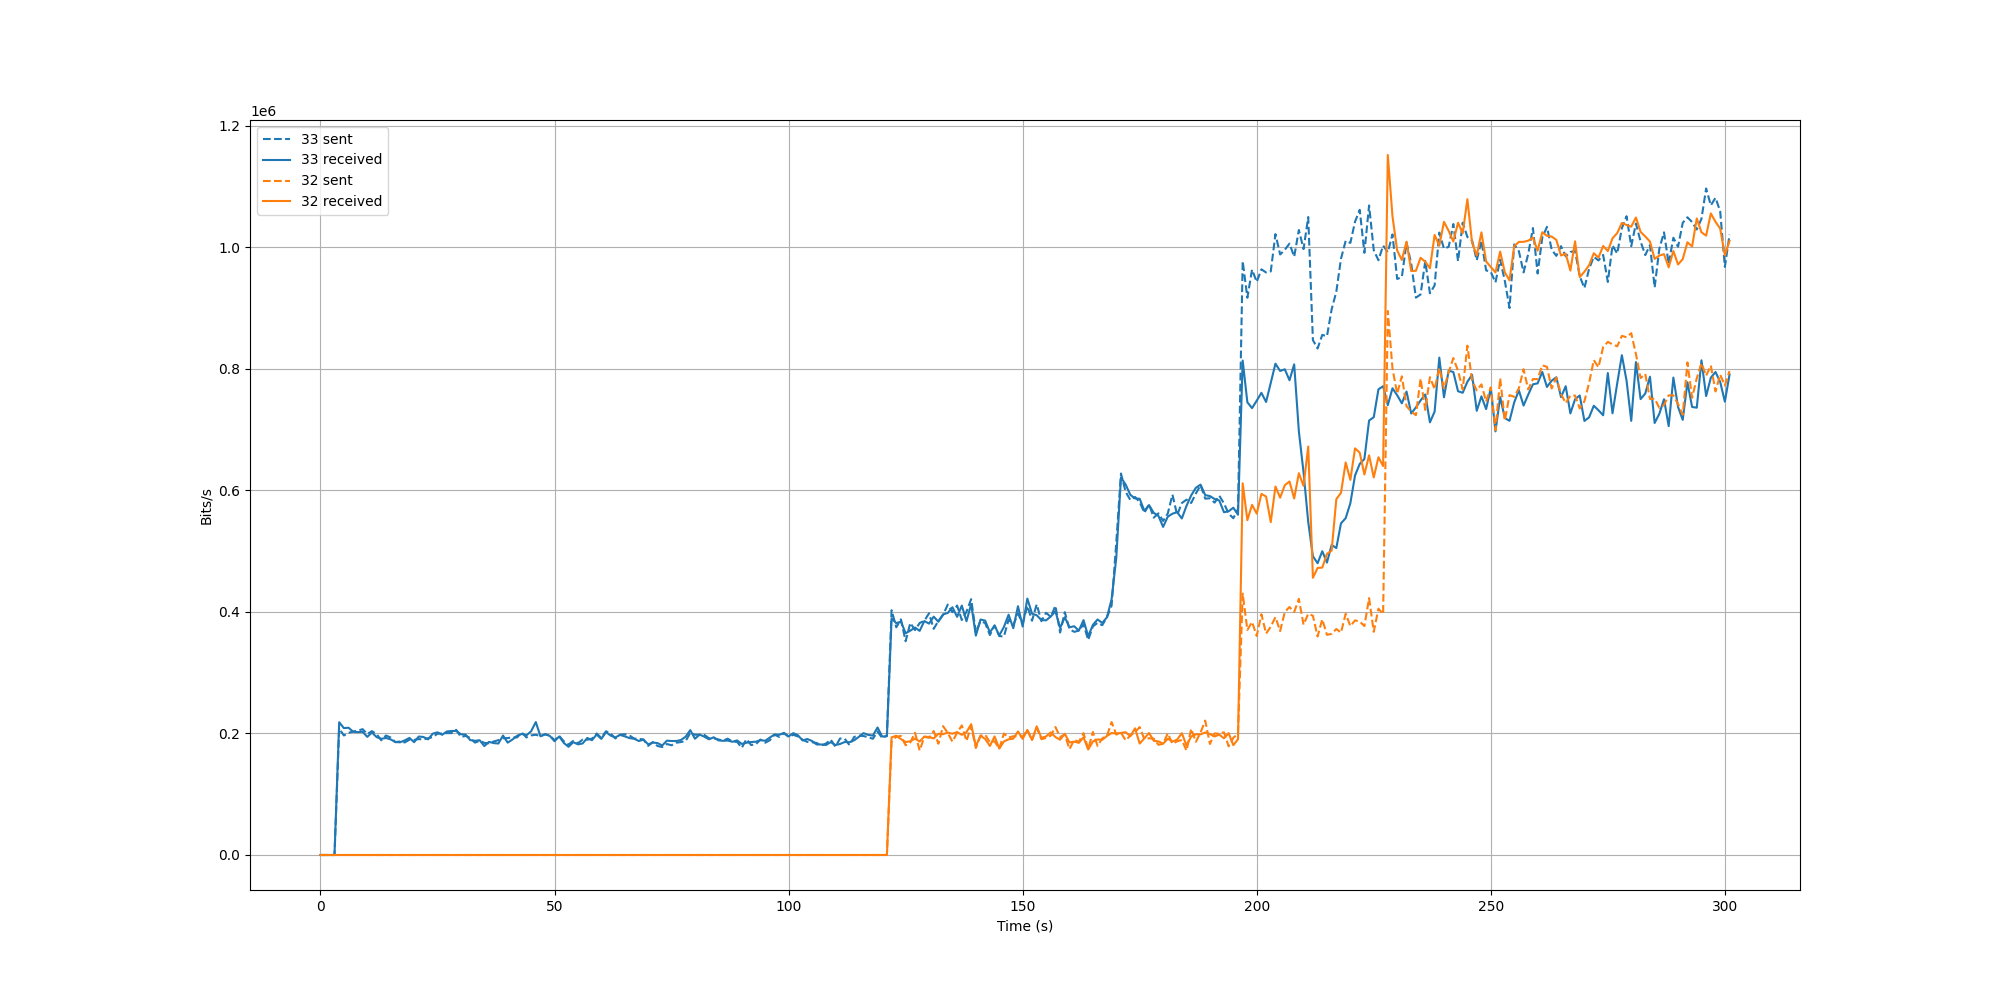 1e6
1.2
1.0
0.8
0.6
0.4
0.2
0.0
Bits/s
33 sent
33 received
32 sent
32 received
0 50 100 150 200 250 300
Time (s)